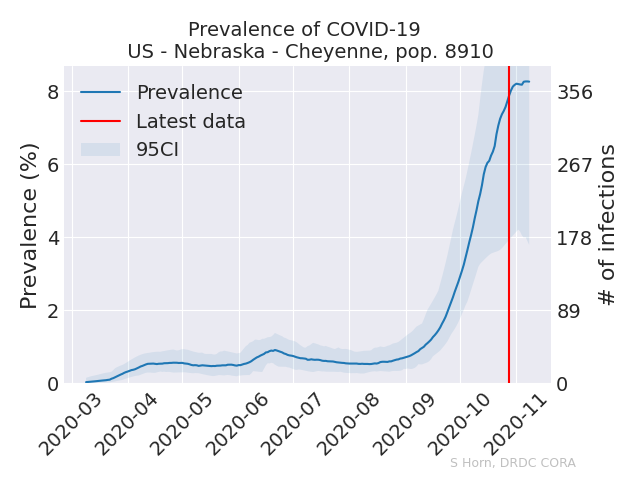 Prevalence of COVID-19
US - Nebraska - Cheyenne, pop. 8910
Prevalence (%)
8
6
4
2
0
Prevalence
Latest data
95CI
356
267
178
89
0
# of infections
2020-03
2020-04
2020-05
2020-06
2020-07
2020-08
2020-09
2020-10
2020-11
S Horn, DRDC CORA